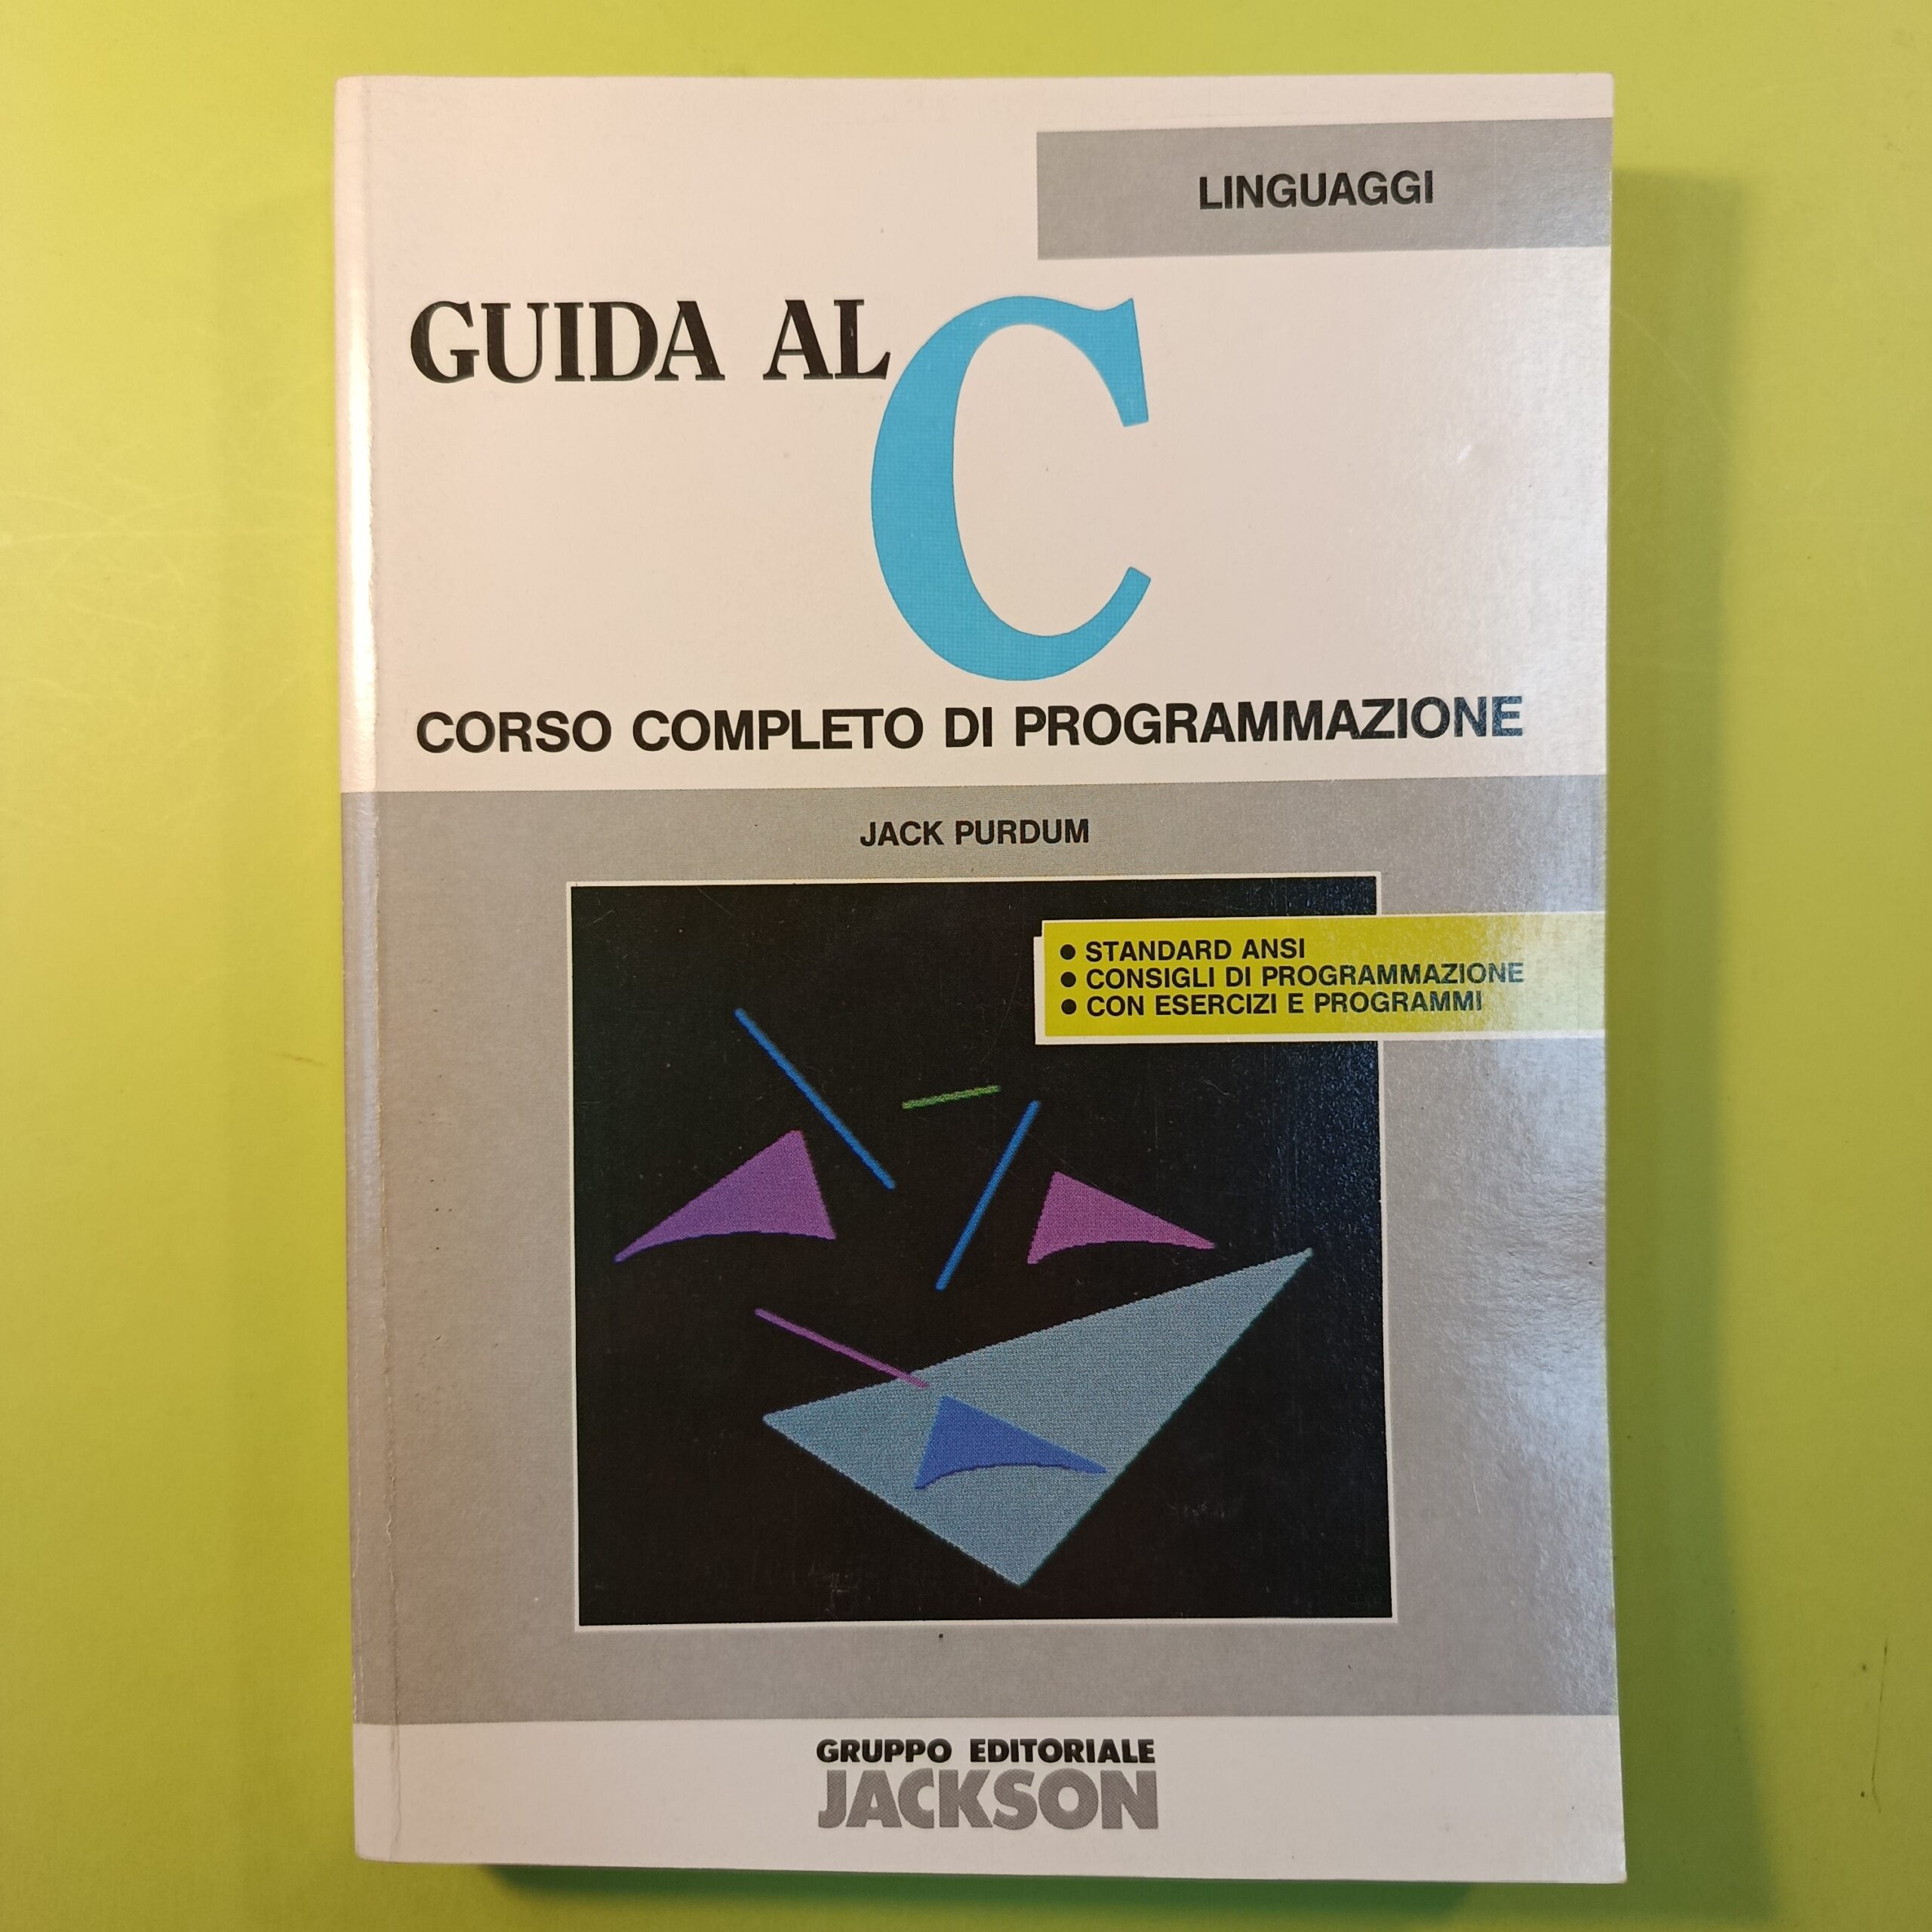 LINGUAGGI
GUIDA AL C
CORSO COMPLETO DI PROGRAMMAZIONE
JACK PURDUM
● STANDARD ANSI
● CONSIGLI DI PROGRAMMAZIONE
● CON ESERCIZI E PROGRAMMI
GRUPPO EDITORIALE
JACKSON